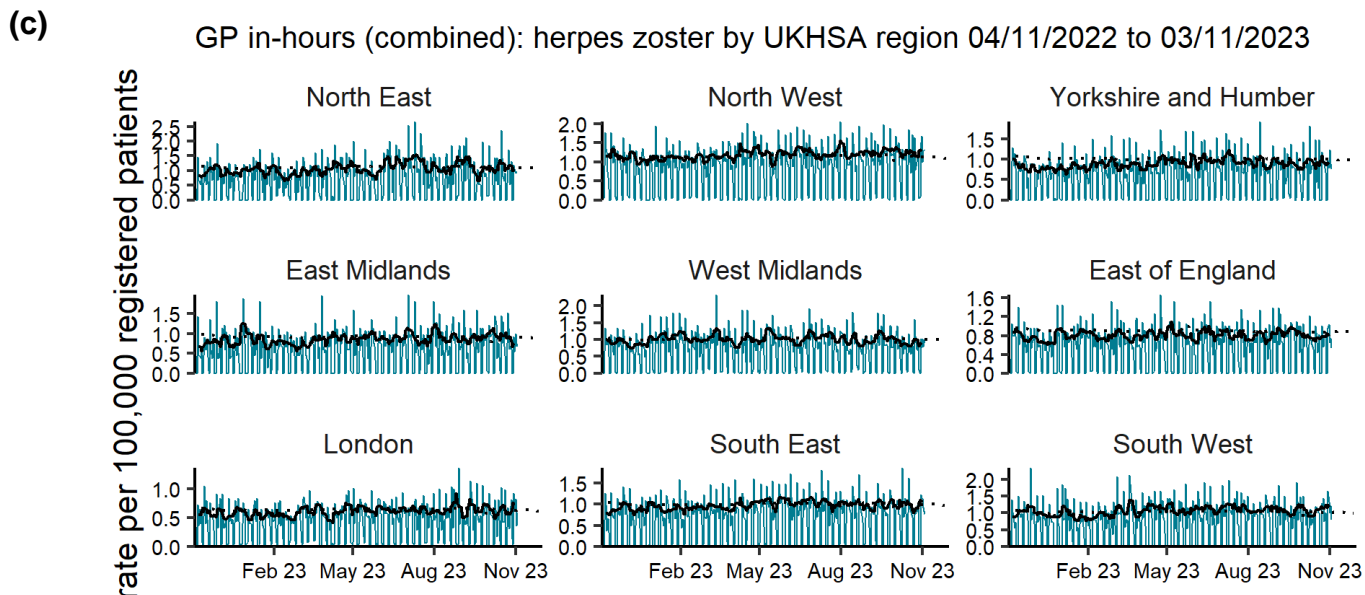 (c)
GP in-hours (combined): herpes zoster by UKHSA region 04/11/2022 to 03/11/2023
rate per 100,000 registered patients
North East
2.5
2.0
1.5
1.0
0.5
0.0
North West
2.0
1.5
1.0
0.5
0.0
Yorkshire and Humber
1.5
1.0
0.5
0.0
East Midlands
1.5
1.0
0.5
0.0
West Midlands
2.0
1.5
1.0
0.5
0.0
East of England
1.6
1.2
0.8
0.4
0.0
London
1.0
0.5
0.0
South East
1.5
1.0
0.5
0.0
South West
2.0
1.5
1.0
0.5
0.0
Feb 23 May 23 Aug 23 Nov 23
Feb 23 May 23 Aug 23 Nov 23
Feb 23 May 23 Aug 23 Nov 23